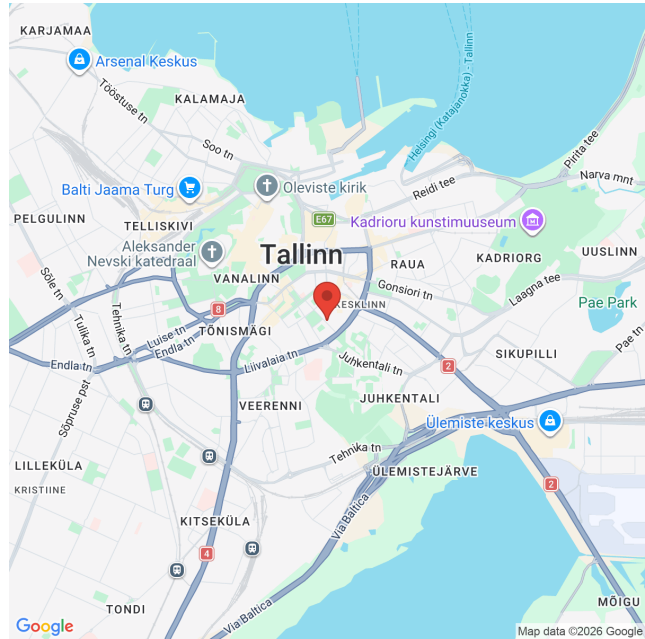 KARJAMAA
Arsenal Keskus
Tööstuse tn
KALAMAJA
Soo tn
Helsingi (Katajanokka) - Tallinn
Pirita tee
Narva mnt
Balti Jaama Turg
Oleviste kirik
Reidi tee
PELGULINN
TELLISKIVI
E67
Kadrioru kunstimuuseum
Aleksander
Nevski katedraal
Tallinn
RAUA
KADRIORG
UUSLINN
VANALINN
Gonsiori tn
Laagna tee
Pae Park
Sõle tn
Tulika tn
Tehnika tn
8
KESKLINN
Luise tn
TÕNISMÄGI
Endla tn
Endla tn
Liivalaia tn
Juhkentali tn
2
SIKUPILLI
Pae tn
Sõpruse pst
VEERENNI
JUHKENTALI
Ülemiste keskus
Tehnika tn
LILLEKÜLA
KRISTIINE
ÜLEMISTEJÄRVE
2
KITSEKÜLA
Via Baltica
4
TONDI
Via Baltica
MÕIGU
Google
Map data ©2026 Google